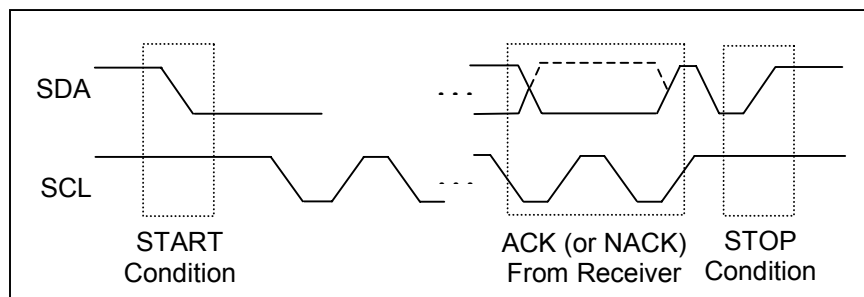 SDA
SCL
START
Condition
ACK (or NACK)
From Receiver
STOP
Condition